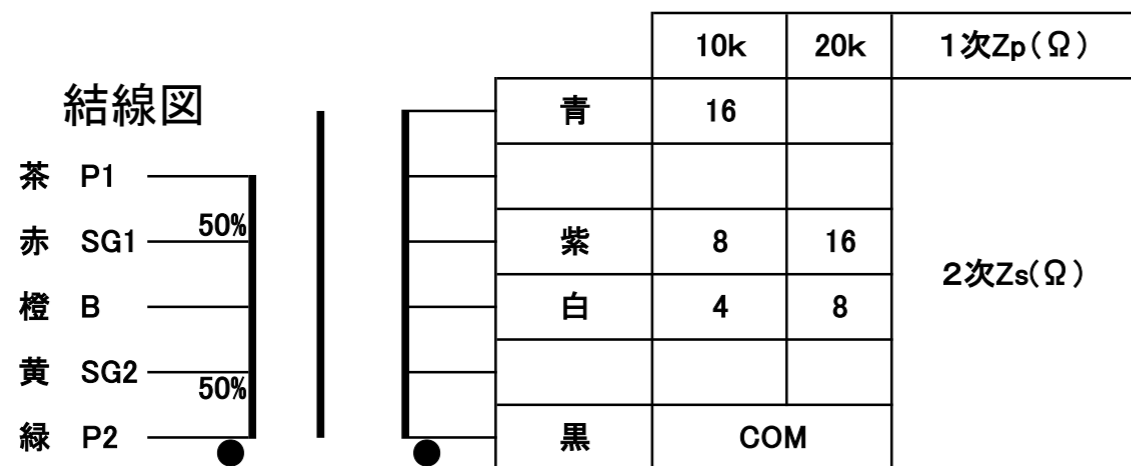 10k 20k 1次Zp(Ω)
結線図
青 16
茶 P1
50%
赤 SG1
紫 8 16
2次Zs(Ω)
橙 B
白 4 8
黄 SG2
50%
緑 P2
黒 COM